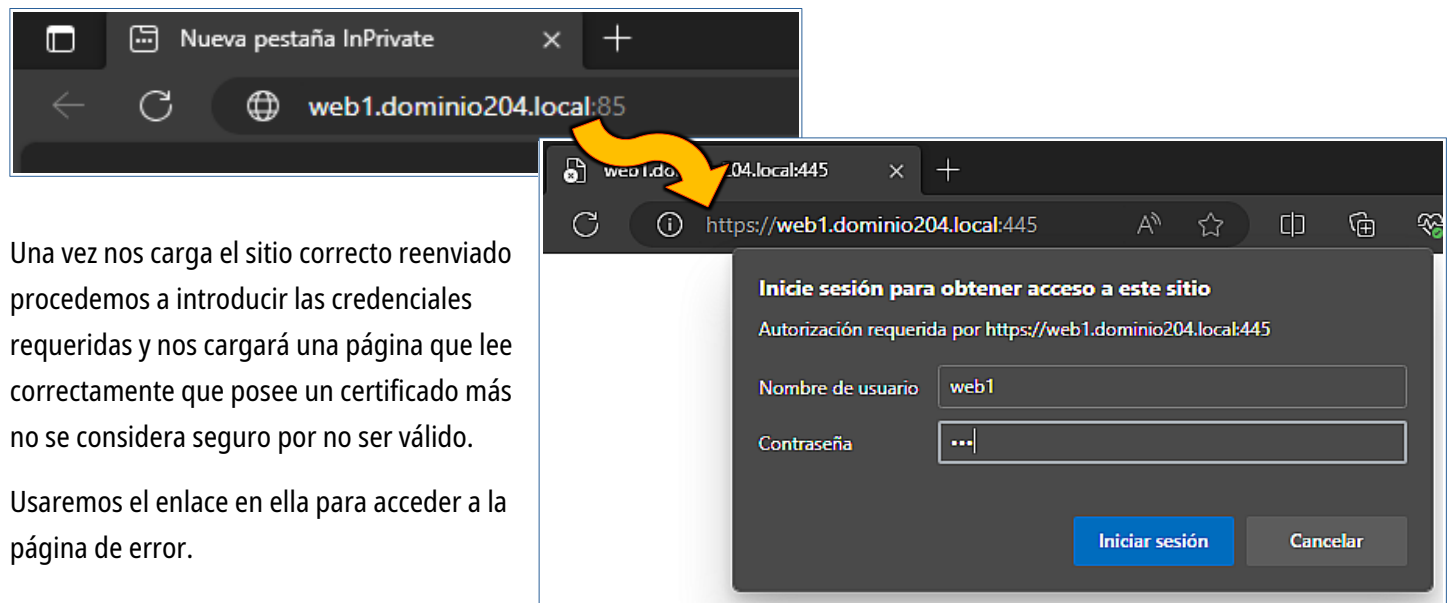 Nueva pestaña InPrivate
web1.dominio204.local:85
04.local:445
https://web1.dominio204.local:445
Una vez nos carga el sitio correcto reenviado
procedemos a introducir las credenciales
requeridas y nos cargará una página que lee
correctamente que posee un certificado más
no se considera seguro por no ser válido.
Usaremos el enlace en ella para acceder a la
página de error.
Inicie sesión para obtener acceso a este sitio
Autorización requerida por https://web1.dominio204.local:445
Nombre de usuario web1
Contraseña •••
Iniciar sesión Cancelar